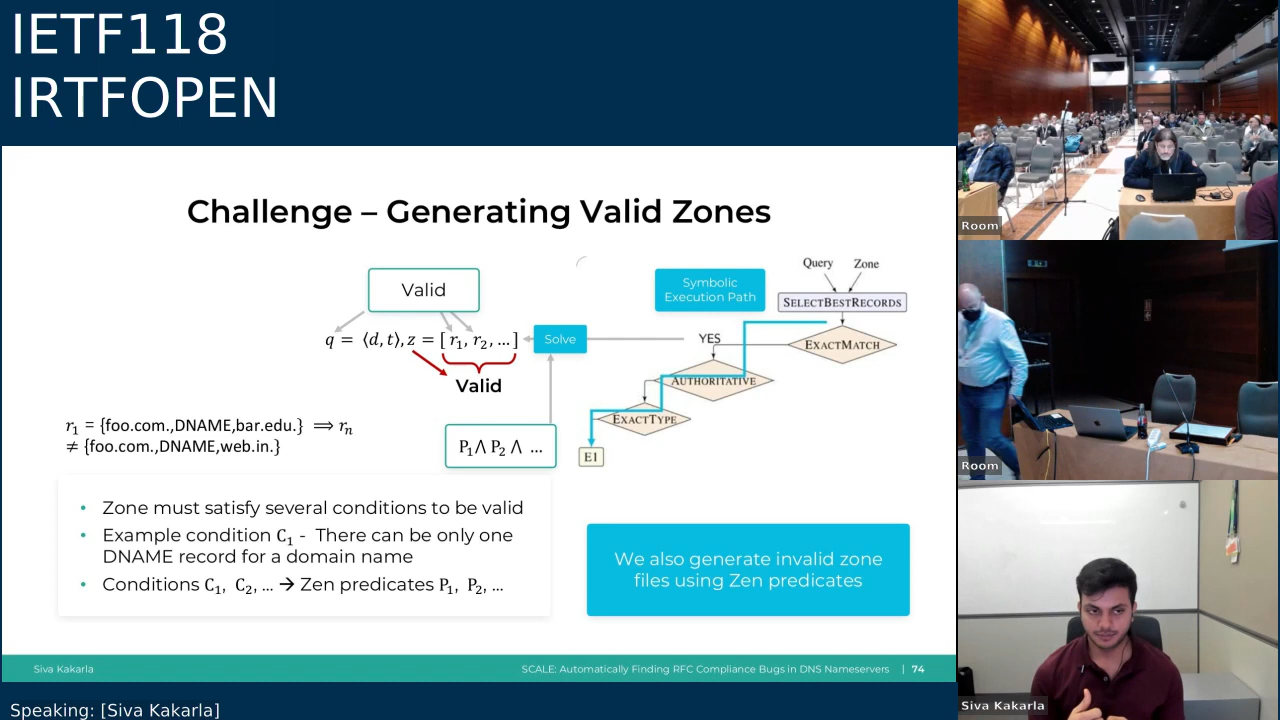 IETF118
IRTFOPEN
Challenge – Generating Valid Zones
Valid
q = ⟨d, t⟩, z = [ r₁, r₂, … ]
Valid
Solve
Symbolic
Execution Path
Query Zone
SELECTBESTRECORDS
YES
EXACTMATCH
AUTHORITATIVE
EXACTTYPE
E1
r₁ = {foo.com.,DNAME,bar.edu.} ⟹ rₙ
≠ {foo.com.,DNAME,web.in.}
P₁∧ P₂ ∧ …
• Zone must satisfy several conditions to be valid
• Example condition C₁ - There can be only one
DNAME record for a domain name
• Conditions C₁, C₂, … → Zen predicates P₁, P₂, …
We also generate invalid zone
files using Zen predicates
Siva Kakarla
SCALE: Automatically Finding RFC Compliance Bugs in DNS Nameservers | 74
Speaking: [Siva Kakarla]
Room
Room
Siva Kakarla